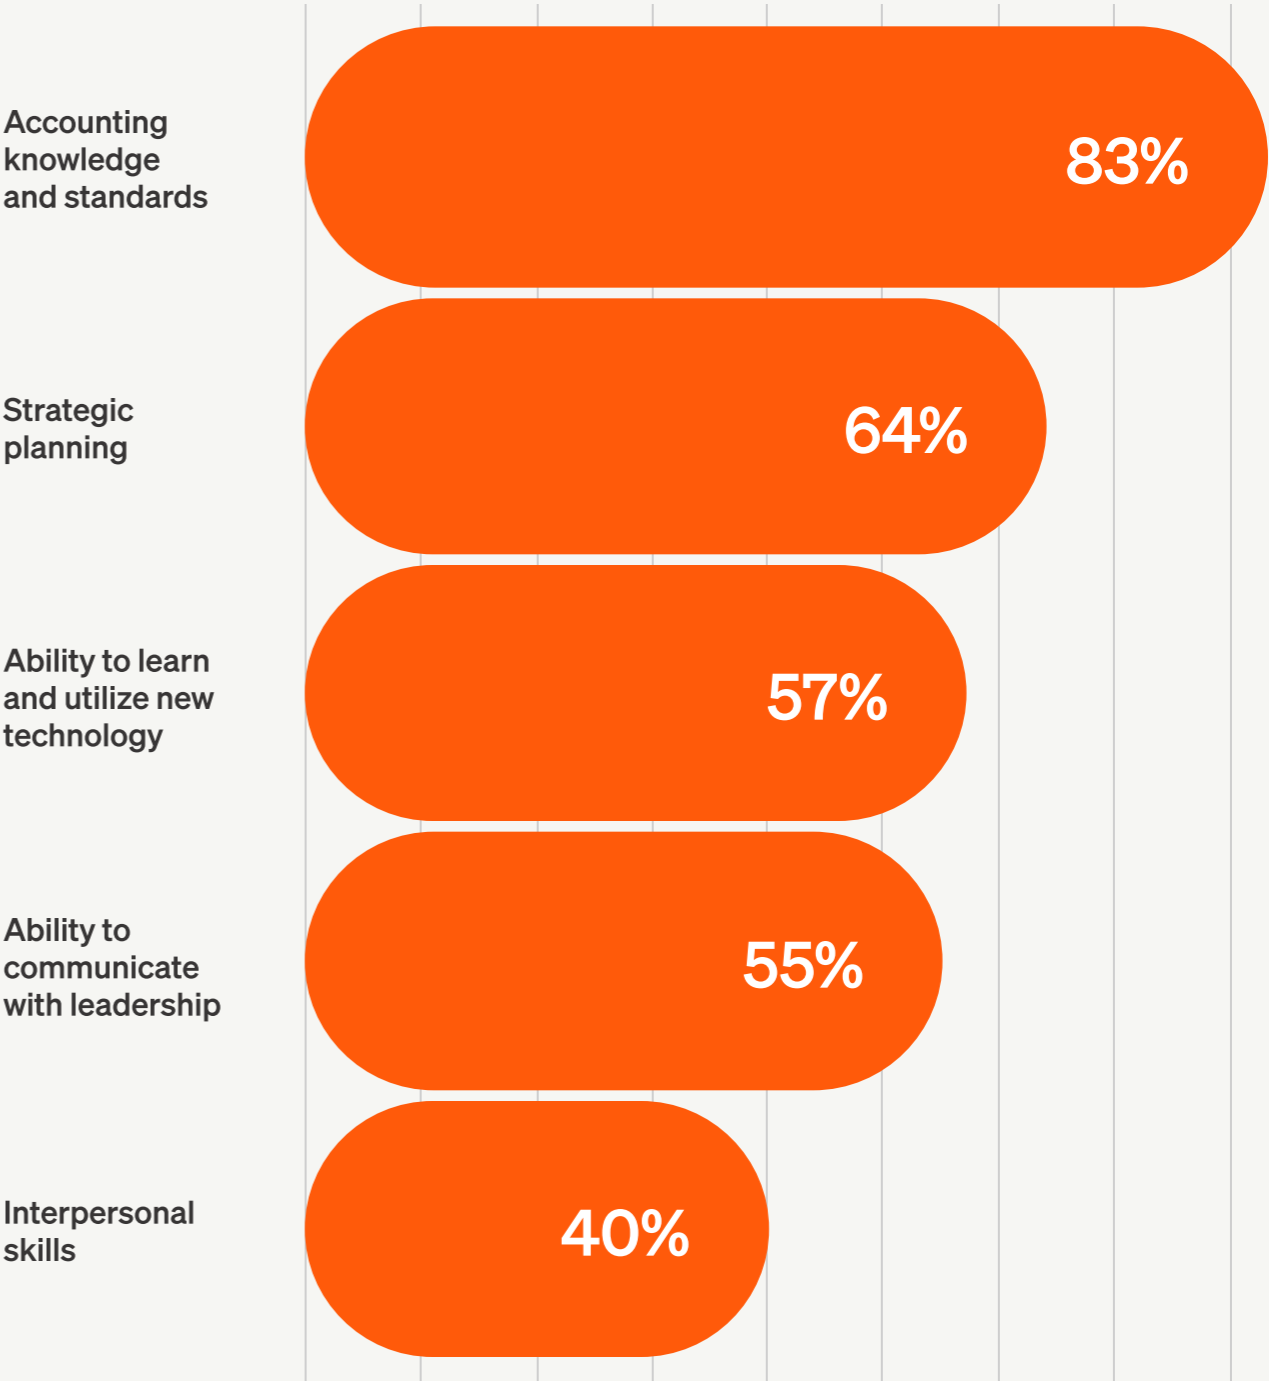 Accounting
knowledge
and standards
83%
Strategic
planning
64%
Ability to learn
and utilize new
technology
57%
Ability to
communicate
with leadership
55%
Interpersonal
skills
40%